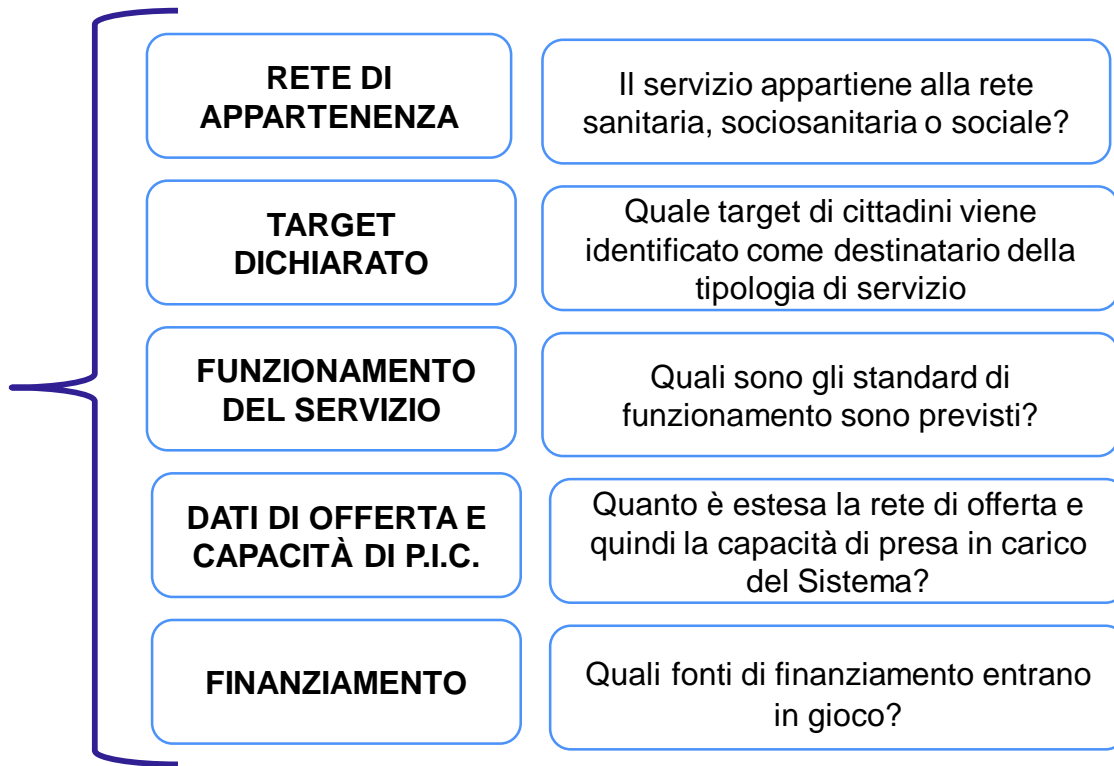 RETE DI
APPARTENENZA
Il servizio appartiene alla rete
sanitaria, sociosanitaria o sociale?
TARGET
DICHIARATO
Quale target di cittadini viene
identificato come destinatario della
tipologia di servizio
FUNZIONAMENTO
DEL SERVIZIO
Quali sono gli standard di
funzionamento sono previsti?
DATI DI OFFERTA E
CAPACITÀ DI P.I.C.
Quanto è estesa la rete di offerta e
quindi la capacità di presa in carico
del Sistema?
FINANZIAMENTO
Quali fonti di finanziamento entrano
in gioco?